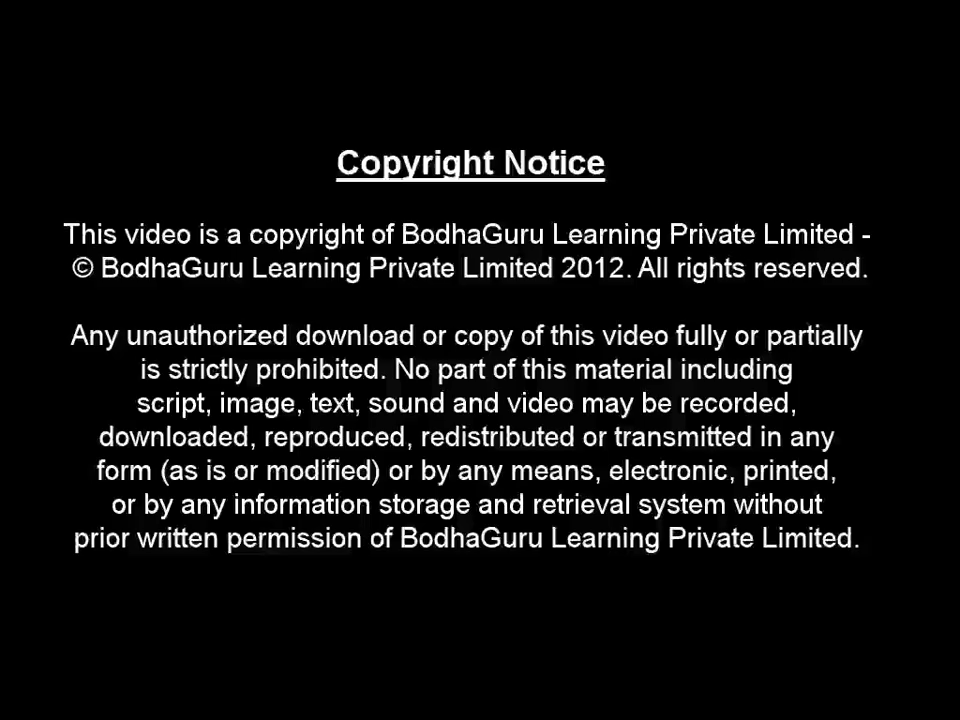 Copyright Notice
This video is a copyright of BodhaGuru Learning Private Limited -
© BodhaGuru Learning Private Limited 2012. All rights reserved.
Any unauthorized download or copy of this video fully or partially
is strictly prohibited. No part of this material including
script, image, text, sound and video may be recorded,
downloaded, reproduced, redistributed or transmitted in any
form (as is or modified) or by any means, electronic, printed,
or by any information storage and retrieval system without
prior written permission of BodhaGuru Learning Private Limited.